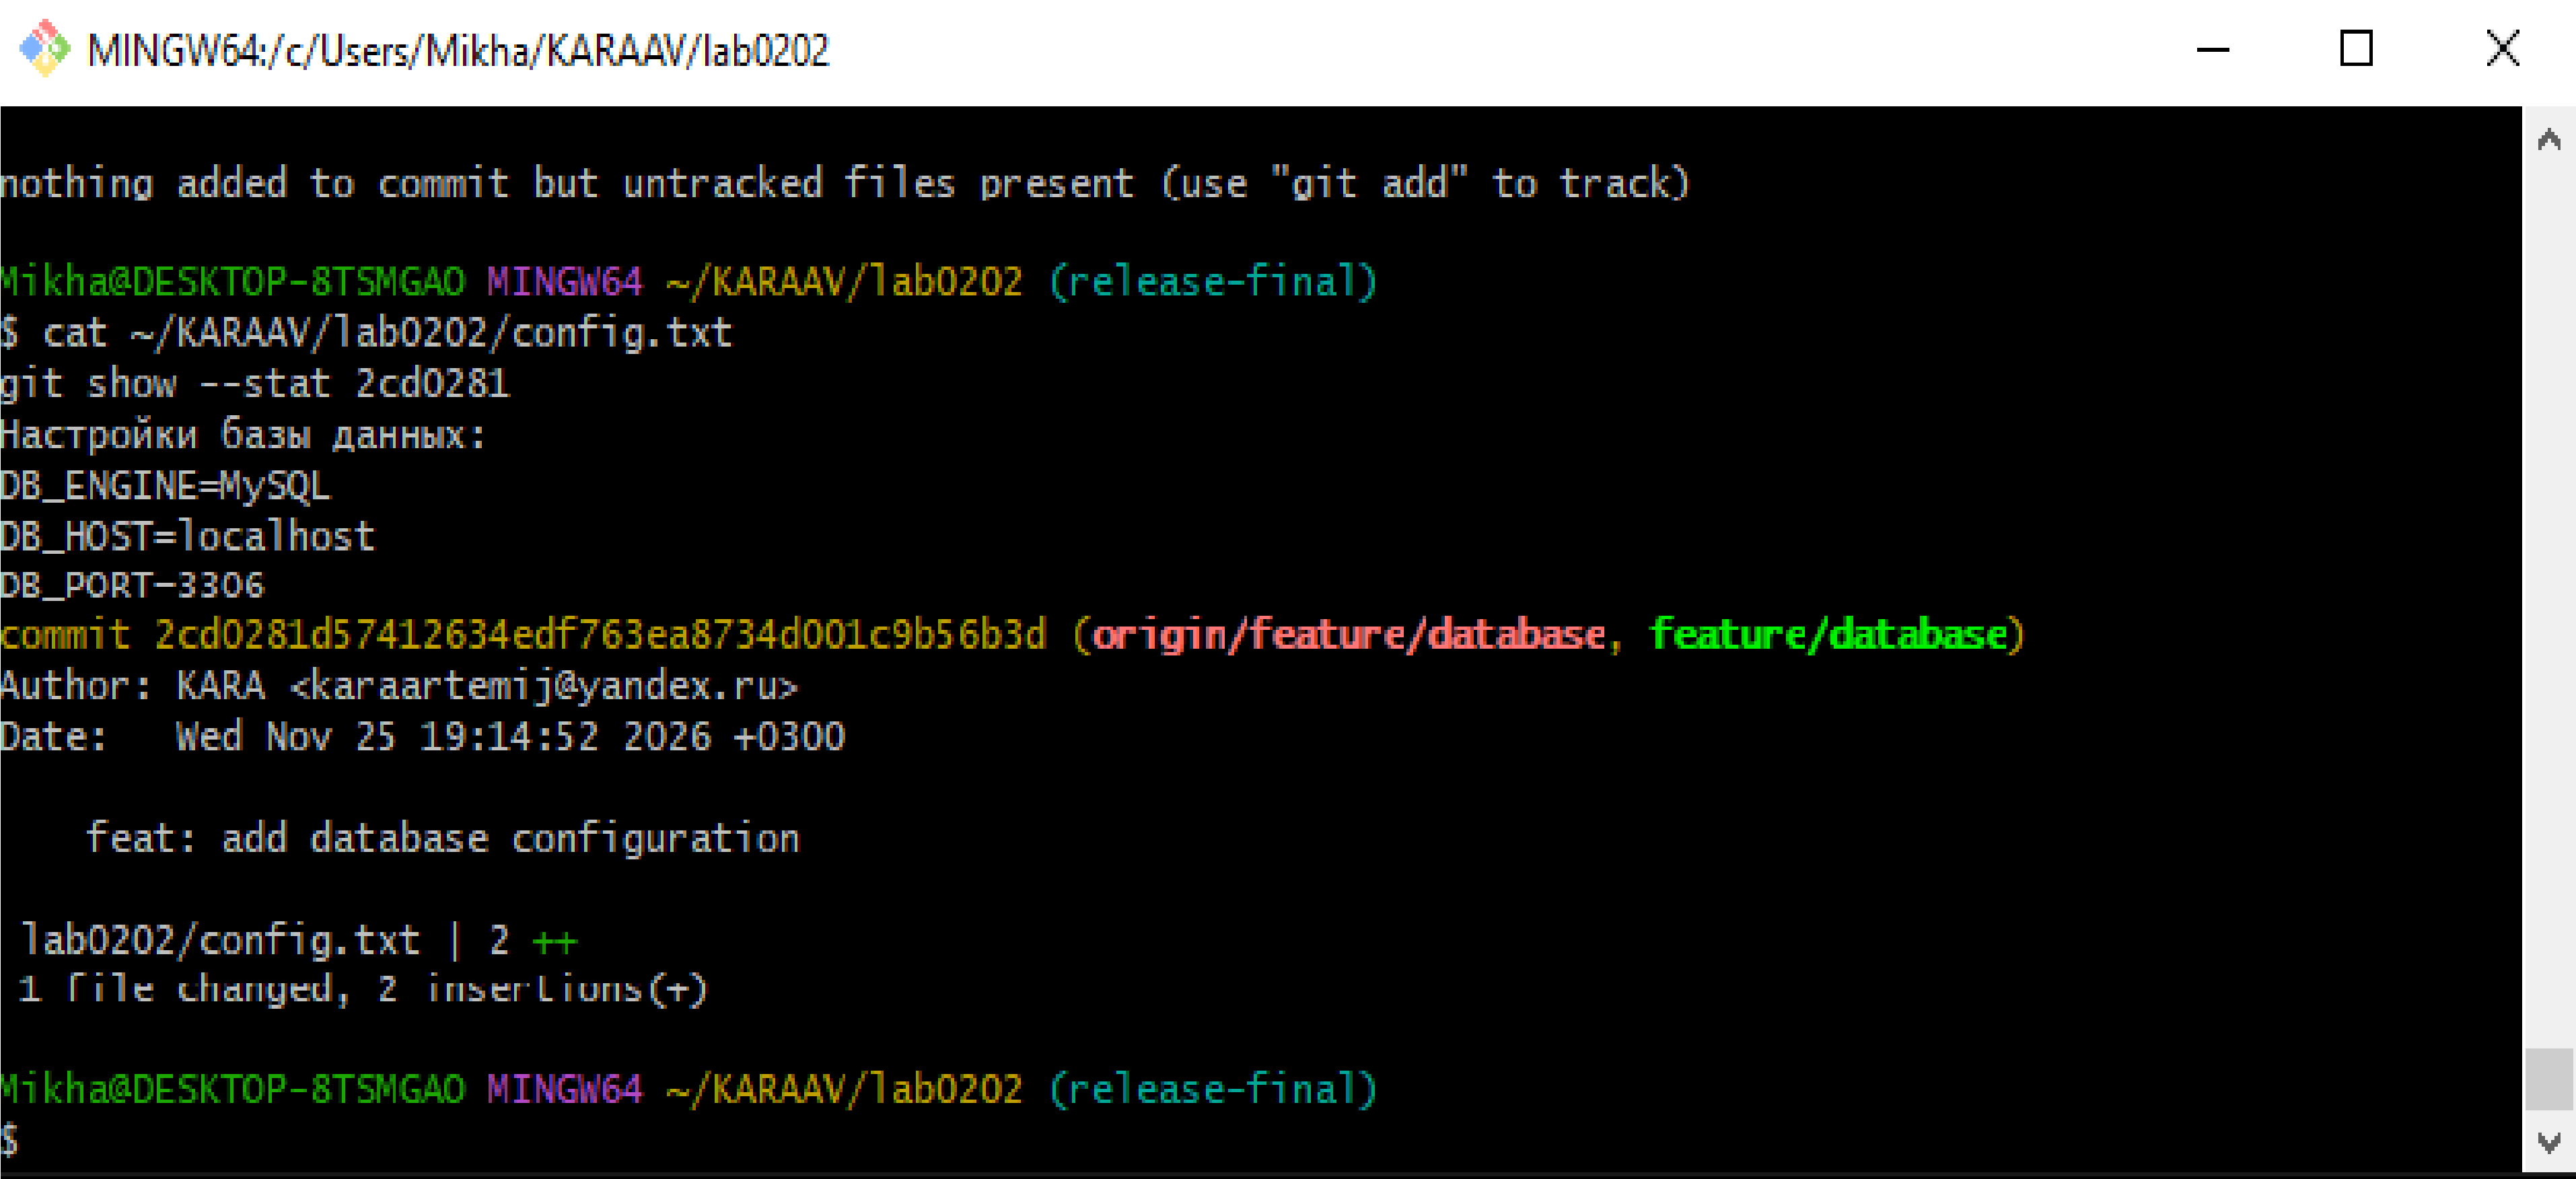 MINGW64:/c/Users/Mikha/KARAAV/lab0202
nothing added to commit but untracked files present (use "git add" to track)
Mikha@DESKTOP-8TSMGAO MINGW64 ~/KARAAV/lab0202 (release-final)
$ cat ~/KARAAV/lab0202/config.txt
git show --stat 2cd0281
Настройки базы данных:
DB_ENGINE=MySQL
DB_HOST=localhost
DB_PORT=3306
commit 2cd0281d57412634edf763ea8734d001c9b56b3d (origin/feature/database, feature/database)
Author: KARA <karaartemij@yandex.ru>
Date:   Wed Nov 25 19:14:52 2026 +0300
feat: add database configuration
lab0202/config.txt | 2 ++
1 file changed, 2 insertions(+)
Mikha@DESKTOP-8TSMGAO MINGW64 ~/KARAAV/lab0202 (release-final)
$